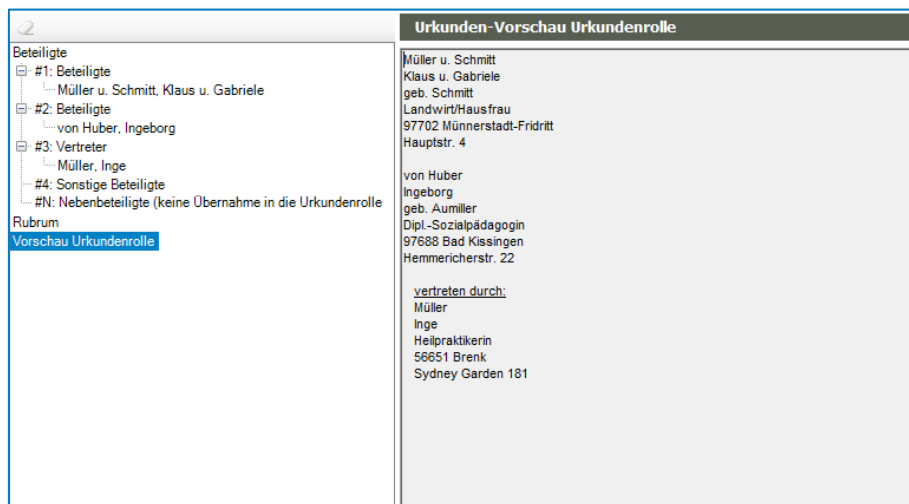 Beteiligte
#1: Beteiligte
Müller u. Schmitt, Klaus u. Gabriele
#2: Beteiligte
von Huber, Ingeborg
#3: Vertreter
Müller, Inge
#4: Sonstige Beteiligte
#N: Nebenbeteiligte (keine Übernahme in die Urkundenrolle
Rubrum
Vorschau Urkundenrolle
Urkunden-Vorschau Urkundenrolle
Müller u. Schmitt
Klaus u. Gabriele
geb. Schmitt
Landwirt/Hausfrau
97702 Münnerstadt-Fridritt
Hauptstr. 4
von Huber
Ingeborg
geb. Aumiller
Dipl.-Sozialpädagogin
97688 Bad Kissingen
Hemmericherstr. 22
vertreten durch:
Müller
Inge
Heilpraktikerin
56651 Brenk
Sydney Garden 181